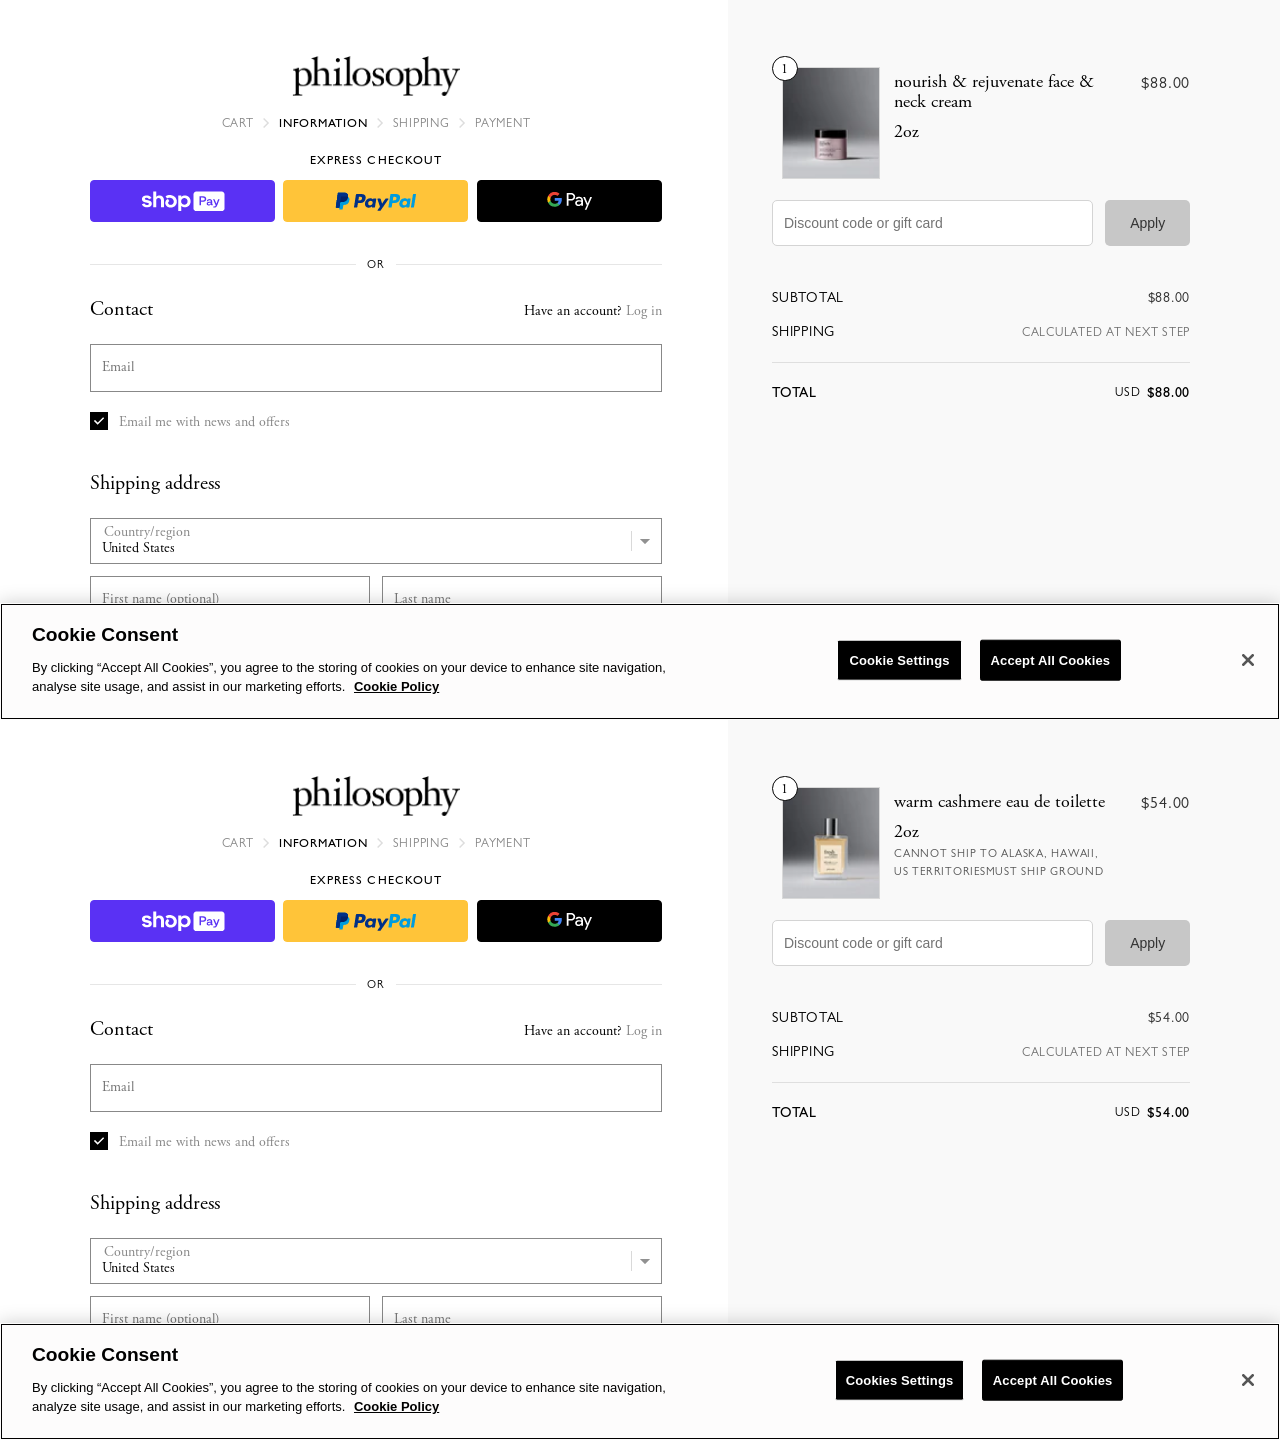 philosophy
CART > INFORMATION > SHIPPING > PAYMENT
EXPRESS CHECKOUT
shop Pay
PayPal
G Pay
OR
Contact
Have an account? Log in
Email
Email me with news and offers
Shipping address
Country/region
United States
First name (optional)
Last name
1
nourish & rejuvenate face &
neck cream
2oz
$88.00
Discount code or gift card
Apply
SUBTOTAL $88.00
SHIPPING CALCULATED AT NEXT STEP
TOTAL USD $88.00
Cookie Consent
By clicking “Accept All Cookies”, you agree to the storing of cookies on your device to enhance site navigation,
analyse site usage, and assist in our marketing efforts. Cookie Policy
Cookie Settings
Accept All Cookies
philosophy
CART > INFORMATION > SHIPPING > PAYMENT
EXPRESS CHECKOUT
shop Pay
PayPal
G Pay
OR
Contact
Have an account? Log in
Email
Email me with news and offers
Shipping address
Country/region
United States
First name (optional)
Last name
1
warm cashmere eau de toilette
2oz
CANNOT SHIP TO ALASKA, HAWAII,
US TERRITORIESMUST SHIP GROUND
$54.00
Discount code or gift card
Apply
SUBTOTAL $54.00
SHIPPING CALCULATED AT NEXT STEP
TOTAL USD $54.00
Cookie Consent
By clicking “Accept All Cookies”, you agree to the storing of cookies on your device to enhance site navigation,
analyze site usage, and assist in our marketing efforts. Cookie Policy
Cookies Settings
Accept All Cookies